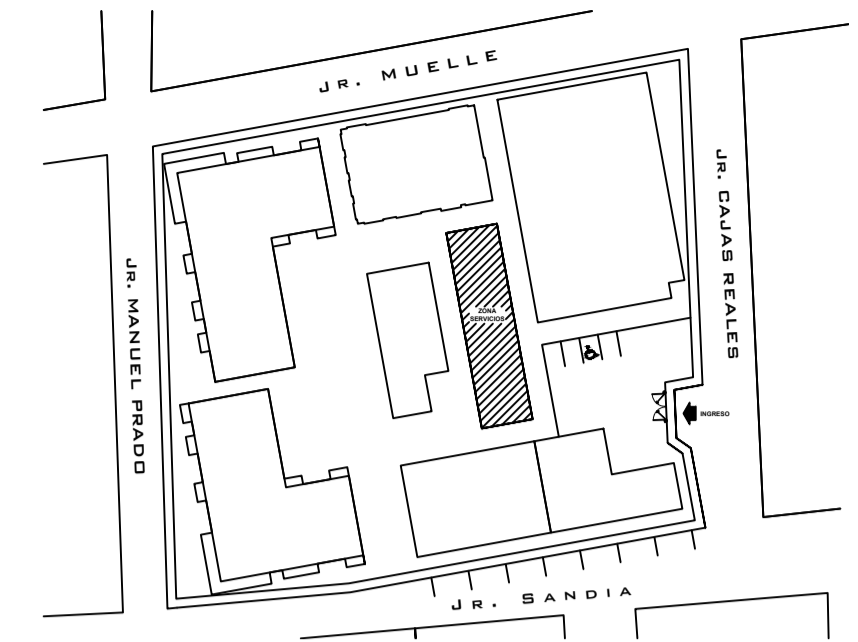 JR. MUELLE
JR. CAJAS REALES
JR. MANUEL PRADO
ZONA
SERVICIOS
INGRESO
JR. SANDIA